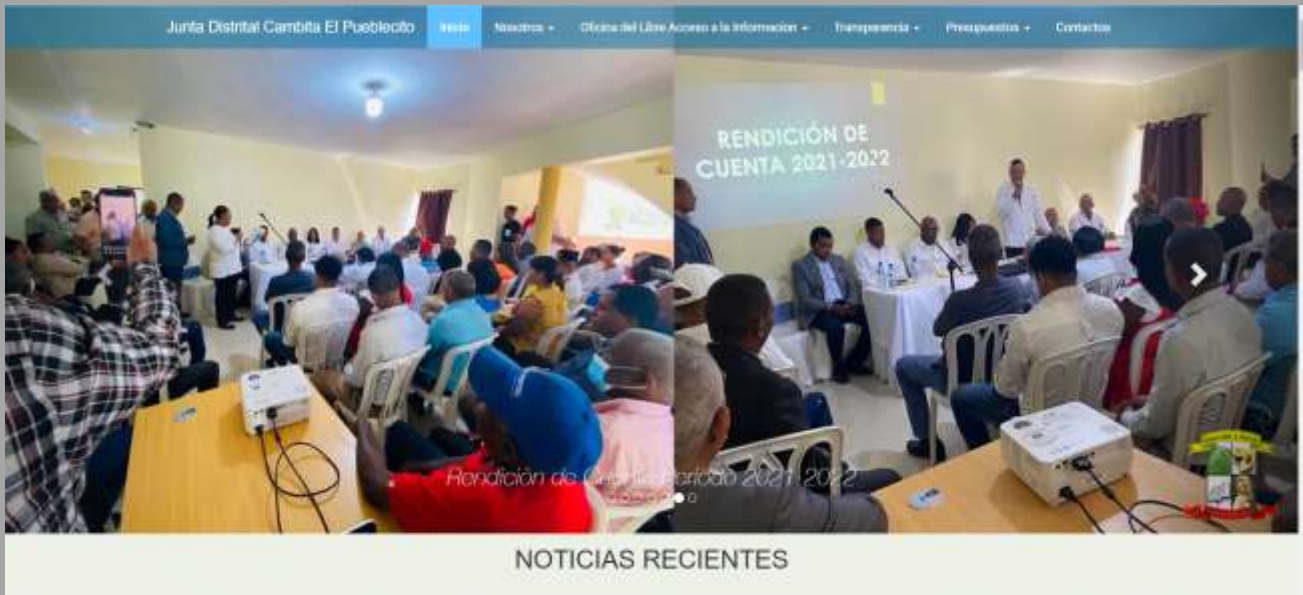 Junta Distrital Cambita El Pueblecito
Inicio
Nosotros
Oficina del Libre Acceso a la Informacion
Transparencia
Presupuestos
Contactos
RENDICIÓN DE
CUENTA 2021-2022
Rendición de Cuenta Periodo 2021 2022
NOTICIAS RECIENTES